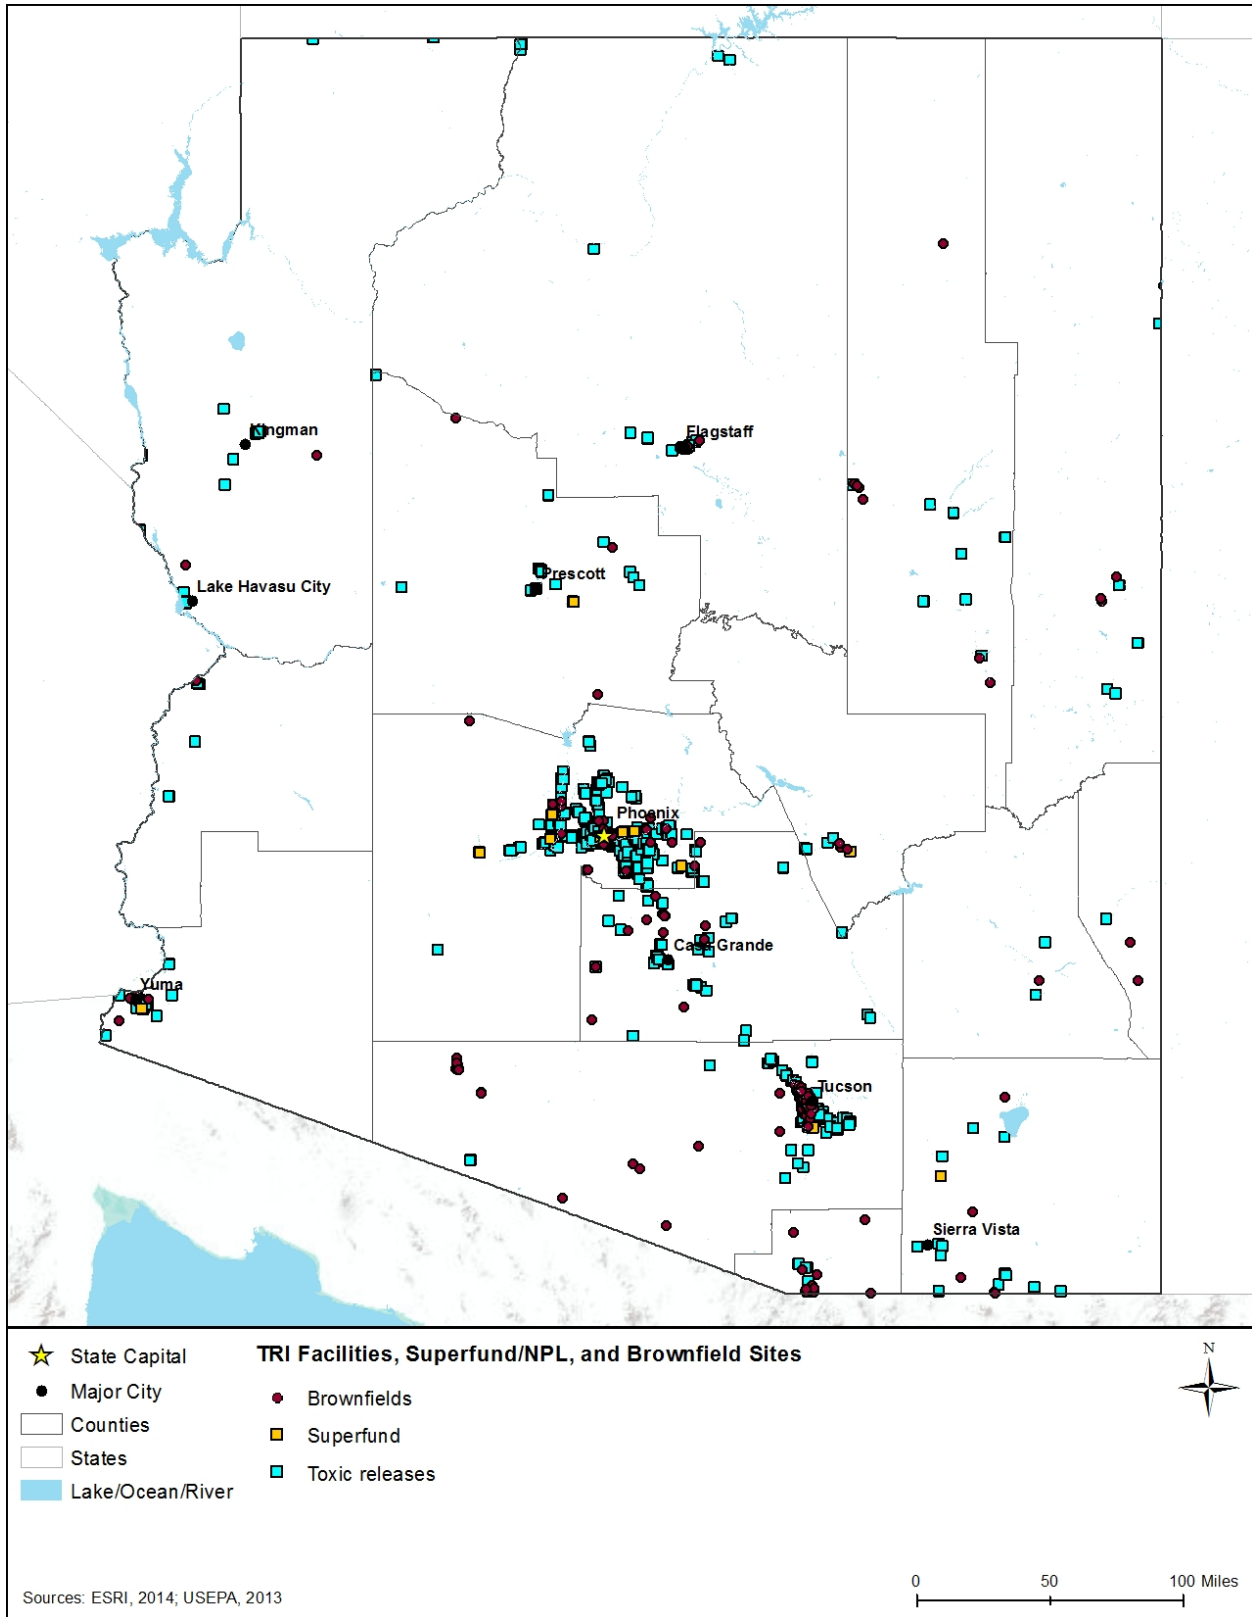 Kingman
Flagstaff
Lake Havasu City
Prescott
Phoenix
Casa Grande
Yuma
Tucson
Sierra Vista
State Capital
Major City
Counties
States
Lake/Ocean/River
TRI Facilities, Superfund/NPL, and Brownfield Sites
Brownfields
Superfund
Toxic releases
N
Sources: ESRI, 2014; USEPA, 2013
0 50 100 Miles